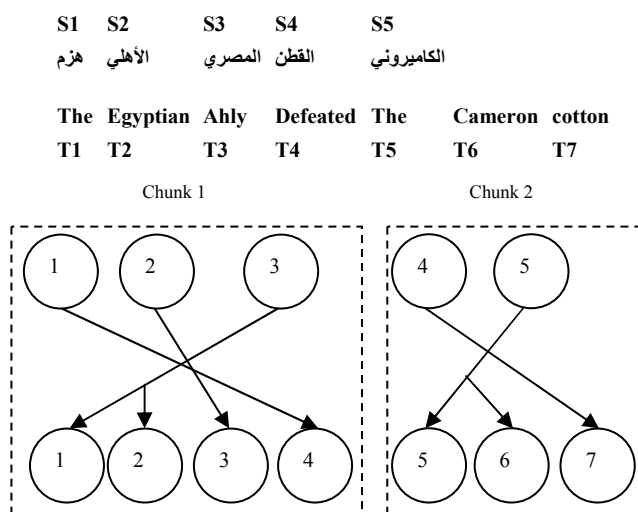 S1 S2 S3 S4 S5
هزم الأهلي المصري القطن الكاميروني
The Egyptian Ahly Defeated The Cameron cotton
T1 T2 T3 T4 T5 T6 T7
Chunk 1 Chunk 2
1 2 3 4 5
1 2 3 4 5 6 7